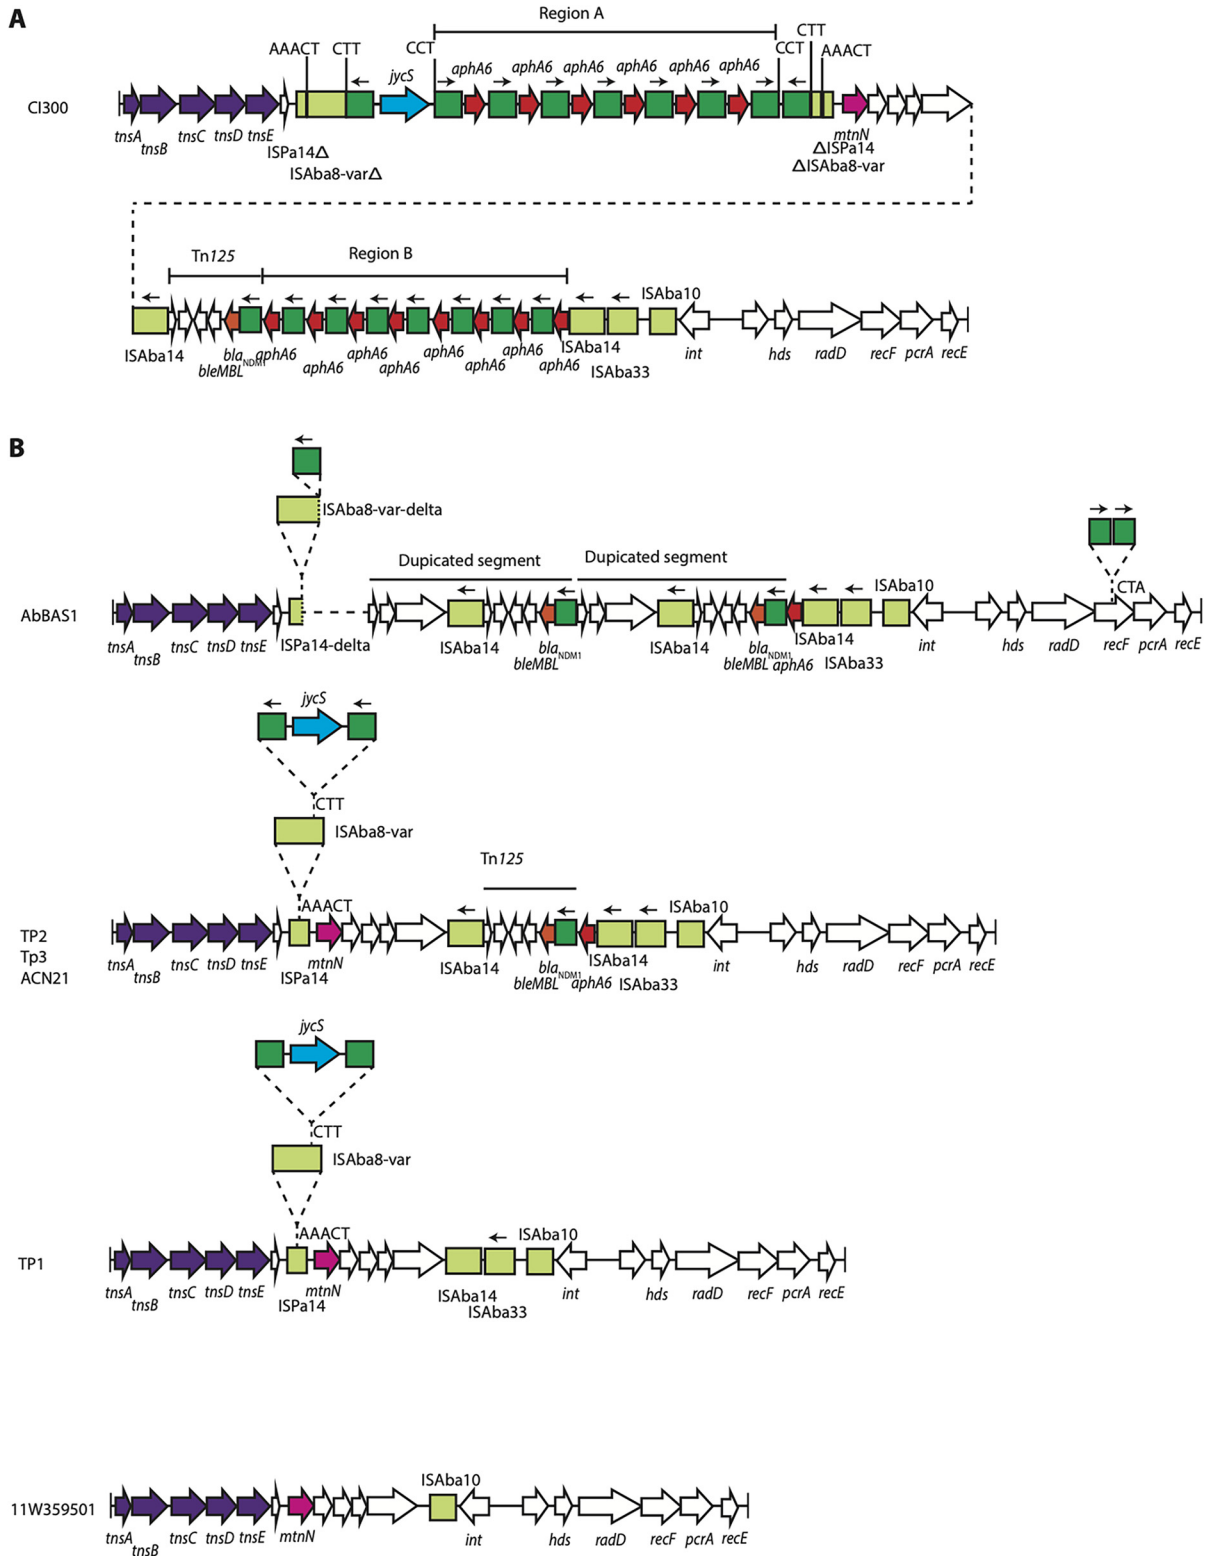 A
Region A
CTT
AAACT CTT CCT CCT AAACT
aphA6 aphA6 aphA6 aphA6 aphA6 aphA6
jycS
CI300
tnsA tnsB tnsC tnsD tnsE mtnN
ISPa14Δ ΔISPa14
ISAba8-varΔ ΔISAba8-var
Tn125 Region B
ISAba10
ISAba14 bla NDM1 aphA6 aphA6 aphA6 aphA6 aphA6 aphA6 aphA6 aphA6 ISAba14 int hds radD recF pcrA recE
bleMBL ISAba33
B
ISAba8-var-delta
Dupicated segment Dupicated segment
ISAba10 CTA
AbBAS1
tnsA tnsB tnsC tnsD tnsE ISPa14-delta ISAba14 bla NDM1 ISAba14 bla NDM1 ISAba14 int hds radD recF pcrA recE
bleMBL bleMBL aphA6 ISAba33
jycS
CTT
ISAba8-var
Tn125
AAACT ISAba10
TP2
Tp3
ACN21
tnsA tnsB tnsC tnsD tnsE mtnN ISAba14 bla NDM1 ISAba14 int hds radD recF pcrA recE
ISPa14 bleMBL aphA6 ISAba33
jycS
CTT
ISAba8-var
AAACT ISAba10
TP1
tnsA tnsB tnsC tnsD tnsE mtnN ISAba14 int hds radD recF pcrA recE
ISPa14 ISAba33
ISAba10
11W359501
tnsA tnsB tnsC tnsD tnsE mtnN int hds radD recF pcrA recE